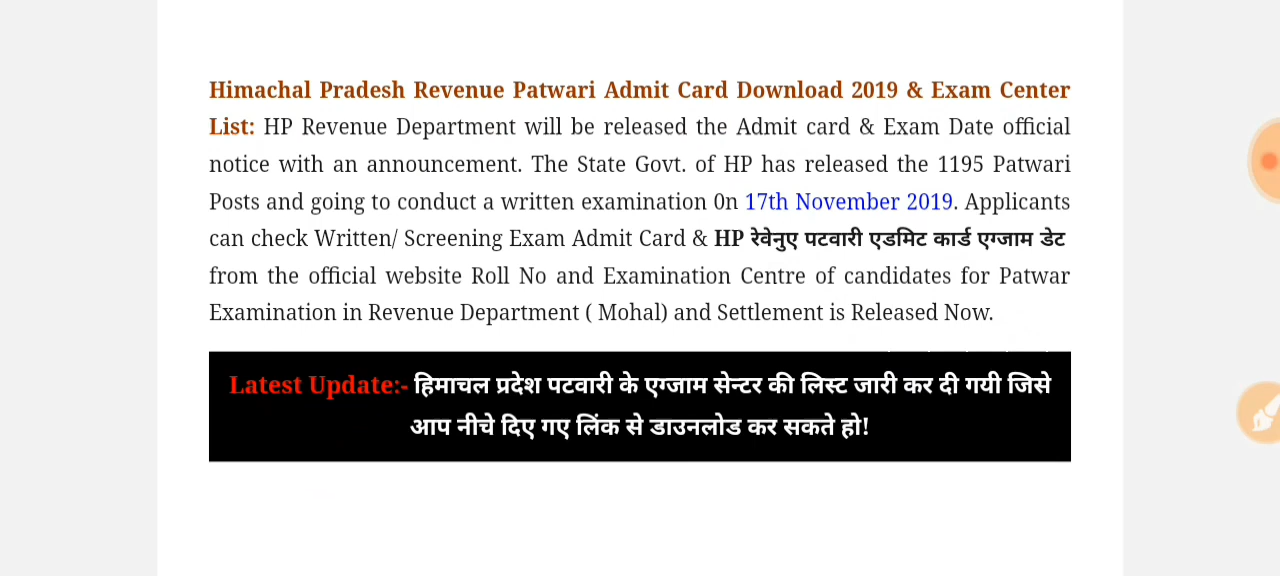 Himachal Pradesh Revenue Patwari Admit Card Download 2019 & Exam Center
List: HP Revenue Department will be released the Admit card & Exam Date official
notice with an announcement. The State Govt. of HP has released the 1195 Patwari
Posts and going to conduct a written examination 0n 17th November 2019. Applicants
can check Written/ Screening Exam Admit Card & HP रेवेनुए पटवारी एडमिट कार्ड एग्जाम डेट
from the official website Roll No and Examination Centre of candidates for Patwar
Examination in Revenue Department ( Mohal) and Settlement is Released Now.
Latest Update:- हिमाचल प्रदेश पटवारी के एग्जाम सेन्टर की लिस्ट जारी कर दी गयी जिसे
आप नीचे दिए गए लिंक से डाउनलोड कर सकते हो!